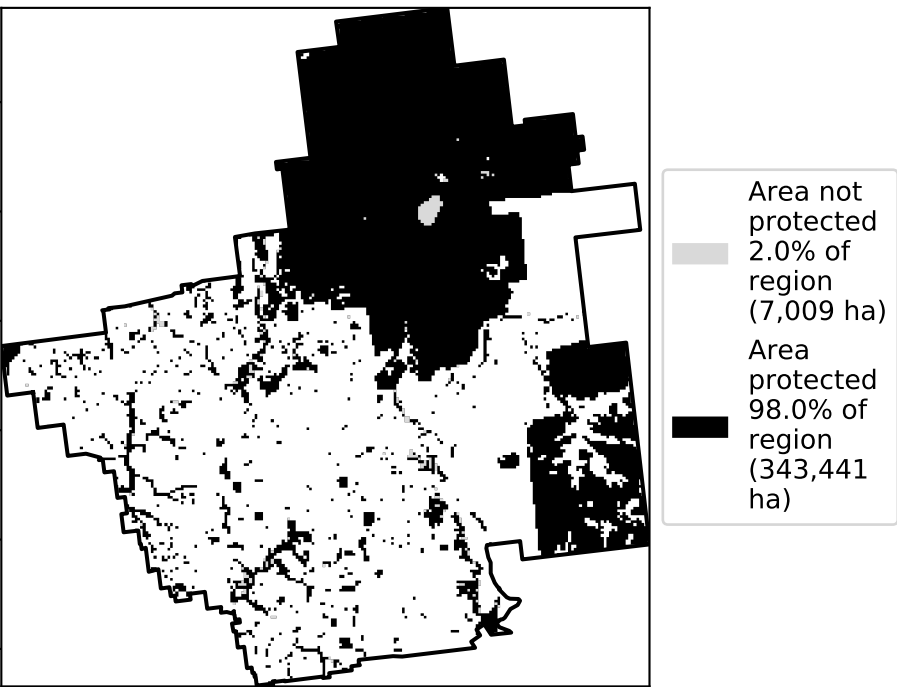 Area not
protected
2.0% of
region
(7,009 ha)
Area
protected
98.0% of
region
(343,441
ha)